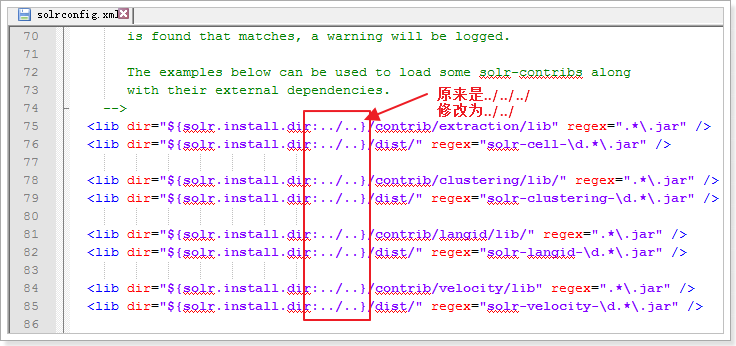 solrconfig.xml
70 is found that matches, a warning will be logged.
71
72 The examples below can be used to load some solr-contribs along
73 with their external dependencies.
74 -->
75 <lib dir="${solr.install.dir:../..}/contrib/extraction/lib" regex=".*\.jar" />
76 <lib dir="${solr.install.dir:../..}/dist/" regex="solr-cell-\d.*\.jar" />
77
78 <lib dir="${solr.install.dir:../..}/contrib/clustering/lib/" regex=".*\.jar" />
79 <lib dir="${solr.install.dir:../..}/dist/" regex="solr-clustering-\d.*\.jar" />
80
81 <lib dir="${solr.install.dir:../..}/contrib/langid/lib/" regex=".*\.jar" />
82 <lib dir="${solr.install.dir:../..}/dist/" regex="solr-langid-\d.*\.jar" />
83
84 <lib dir="${solr.install.dir:../..}/contrib/velocity/lib" regex=".*\.jar" />
85 <lib dir="${solr.install.dir:../..}/dist/" regex="solr-velocity-\d.*\.jar" />
86
原来是../../../
修改为../../